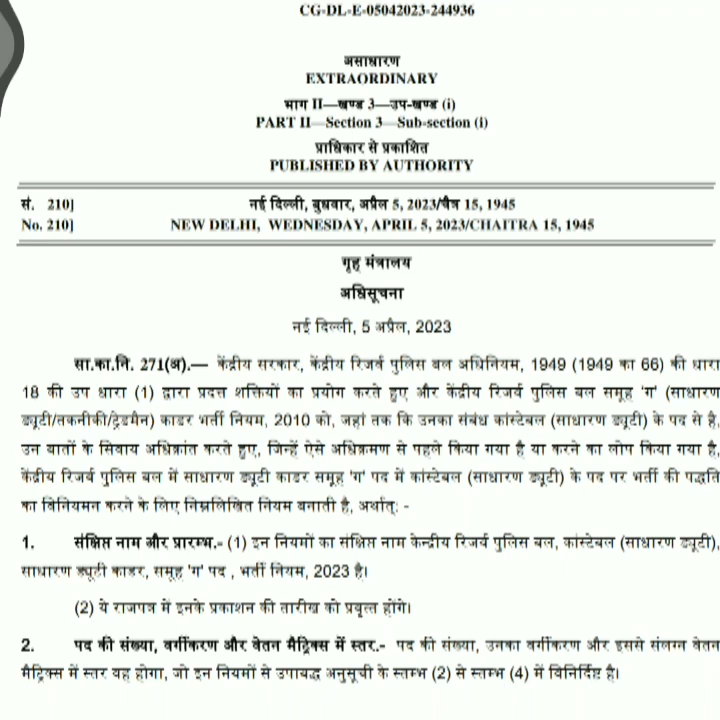 CG-DL-E-05042023-244936
असाधारण
EXTRAORDINARY
भाग II—खण्ड 3—उप-खण्ड (i)
PART II—Section 3—Sub-section (i)
प्राधिकार से प्रकाशित
PUBLISHED BY AUTHORITY
सं. 210] नई दिल्ली, बुधवार, अप्रैल 5, 2023/चैत्र 15, 1945
No. 210] NEW DELHI, WEDNESDAY, APRIL 5, 2023/CHAITRA 15, 1945
गृह मंत्रालय
अधिसूचना
नई दिल्ली, 5 अप्रैल, 2023
सा.का.नि. 271(अ).— केंद्रीय सरकार, केंद्रीय रिजर्व पुलिस बल अधिनियम, 1949 (1949 का 66) की धारा
18 की उप धारा (1) द्वारा प्रदत्त शक्तियों का प्रयोग करते हुए और केंद्रीय रिजर्व पुलिस बल समूह 'ग' (साधारण
ड्यूटी/तकनीकी/ट्रेडमैन) काडर भर्ती नियम, 2010 को, जहां तक कि उनका संबंध कांस्टेबल (साधारण ड्यूटी) के पद से है,
उन बातों के सिवाय अधिक्रांत करते हुए, जिन्हें ऐसे अधिक्रमण से पहले किया गया है या करने का लोप किया गया है,
केंद्रीय रिजर्व पुलिस बल में साधारण ड्यूटी काडर समूह 'ग' पद में कांस्टेबल (साधारण ड्यूटी) के पद पर भर्ती की पद्धति
का विनियमन करने के लिए निम्नलिखित नियम बनाती है, अर्थात्: -
1. संक्षिप्त नाम और प्रारम्भ.- (1) इन नियमों का संक्षिप्त नाम केन्द्रीय रिजर्व पुलिस बल, कांस्टेबल (साधारण ड्यूटी),
साधारण ड्यूटी काडर, समूह 'ग' पद , भर्ती नियम, 2023 है।
(2) ये राजपत्र में इनके प्रकाशन की तारीख को प्रवृत्त होंगे।
2. पद की संख्या, वर्गीकरण और वेतन मैट्रिक्स में स्तर.- पद की संख्या, उनका वर्गीकरण और इससे संलग्न वेतन
मैट्रिक्स में स्तर वह होगा, जो इन नियमों से उपाबद्ध अनुसूची के स्तम्भ (2) से स्तम्भ (4) में विनिर्दिष्ट है।